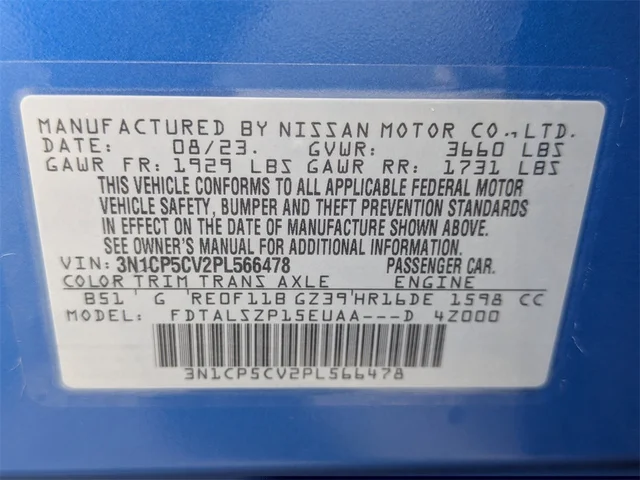 MANUFACTURED BY NISSAN MOTOR CO., LTD.
DATE: 08/23. GVWR: 3660 LBS
GAWR FR: 1929 LBS GAWR RR: 1731 LBS
THIS VEHICLE CONFORMS TO ALL APPLICABLE FEDERAL MOTOR
VEHICLE SAFETY, BUMPER AND THEFT PREVENTION STANDARDS
IN EFFECT ON THE DATE OF MANUFACTURE SHOWN ABOVE.
SEE OWNER'S MANUAL FOR ADDITIONAL INFORMATION.
VIN: 3N1CP5CV2PL566478 PASSENGER CAR.
COLOR TRIM TRANS AXLE ENGINE
B51 G RE0F11B GZ39 HR16DE 1598 CC
MODEL: FDTALSZP15EUAA---D 4Z000
3N1CP5CV2PL566478